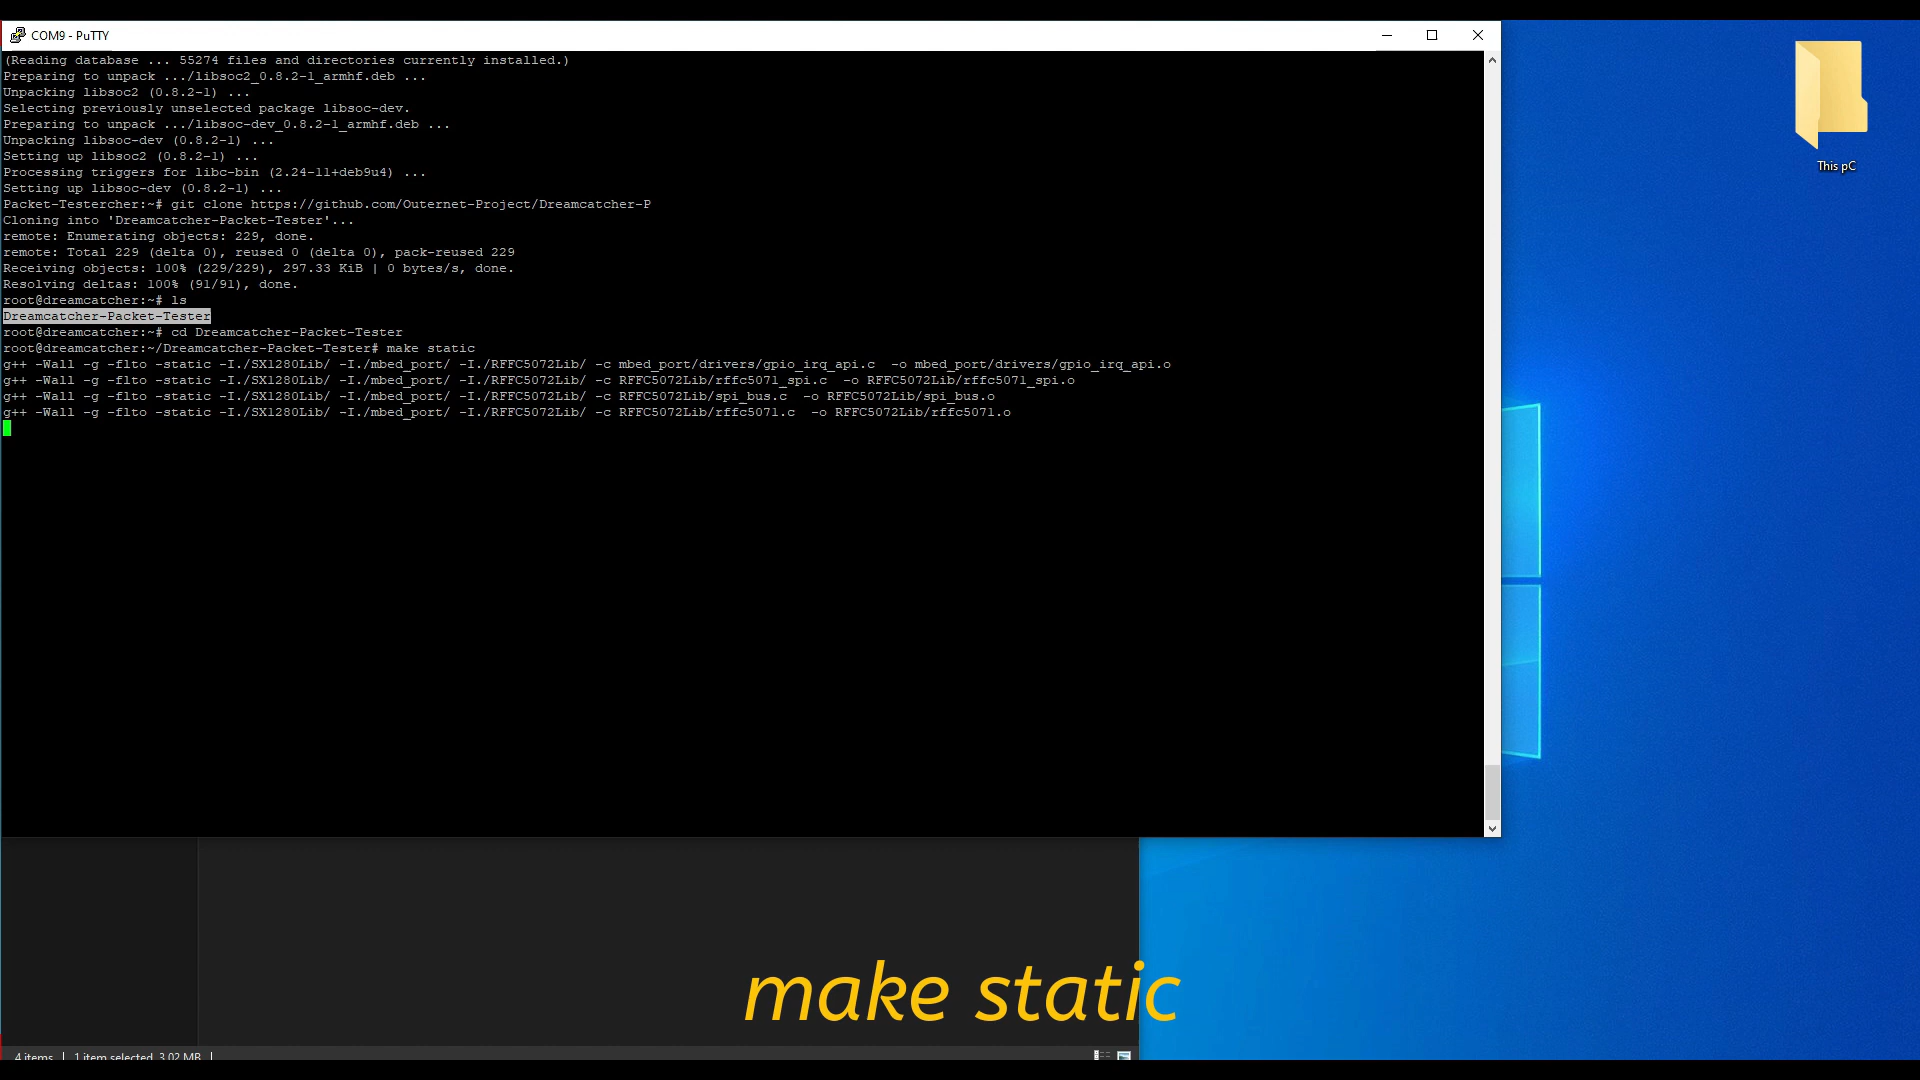 COM9 - PuTTY
(Reading database ... 55274 files and directories currently installed.)
Preparing to unpack .../libsoc2_0.8.2-1_armhf.deb ...
Unpacking libsoc2 (0.8.2-1) ...
Selecting previously unselected package libsoc-dev.
Preparing to unpack .../libsoc-dev_0.8.2-1_armhf.deb ...
Unpacking libsoc-dev (0.8.2-1) ...
Setting up libsoc2 (0.8.2-1) ...
Processing triggers for libc-bin (2.24-11+deb9u4) ...
Setting up libsoc-dev (0.8.2-1) ...
Packet-Testercher:~# git clone https://github.com/Outernet-Project/Dreamcatcher-P
Cloning into 'Dreamcatcher-Packet-Tester'...
remote: Enumerating objects: 229, done.
remote: Total 229 (delta 0), reused 0 (delta 0), pack-reused 229
Receiving objects: 100% (229/229), 297.33 KiB | 0 bytes/s, done.
Resolving deltas: 100% (91/91), done.
root@dreamcatcher:~# ls
Dreamcatcher-Packet-Tester
root@dreamcatcher:~# cd Dreamcatcher-Packet-Tester
root@dreamcatcher:~/Dreamcatcher-Packet-Tester# make static
g++ -Wall -g -flto -static -I./SX1280Lib/ -I./mbed_port/ -I./RFFC5072Lib/ -c mbed_port/drivers/gpio_irq_api.c  -o mbed_port/drivers/gpio_irq_api.o
g++ -Wall -g -flto -static -I./SX1280Lib/ -I./mbed_port/ -I./RFFC5072Lib/ -c RFFC5072Lib/rffc5071_spi.c  -o RFFC5072Lib/rffc5071_spi.o
g++ -Wall -g -flto -static -I./SX1280Lib/ -I./mbed_port/ -I./RFFC5072Lib/ -c RFFC5072Lib/spi_bus.c  -o RFFC5072Lib/spi_bus.o
g++ -Wall -g -flto -static -I./SX1280Lib/ -I./mbed_port/ -I./RFFC5072Lib/ -c RFFC5072Lib/rffc5071.c  -o RFFC5072Lib/rffc5071.o
This pC
make static
4 items | 1 item selected 3.02 MB |